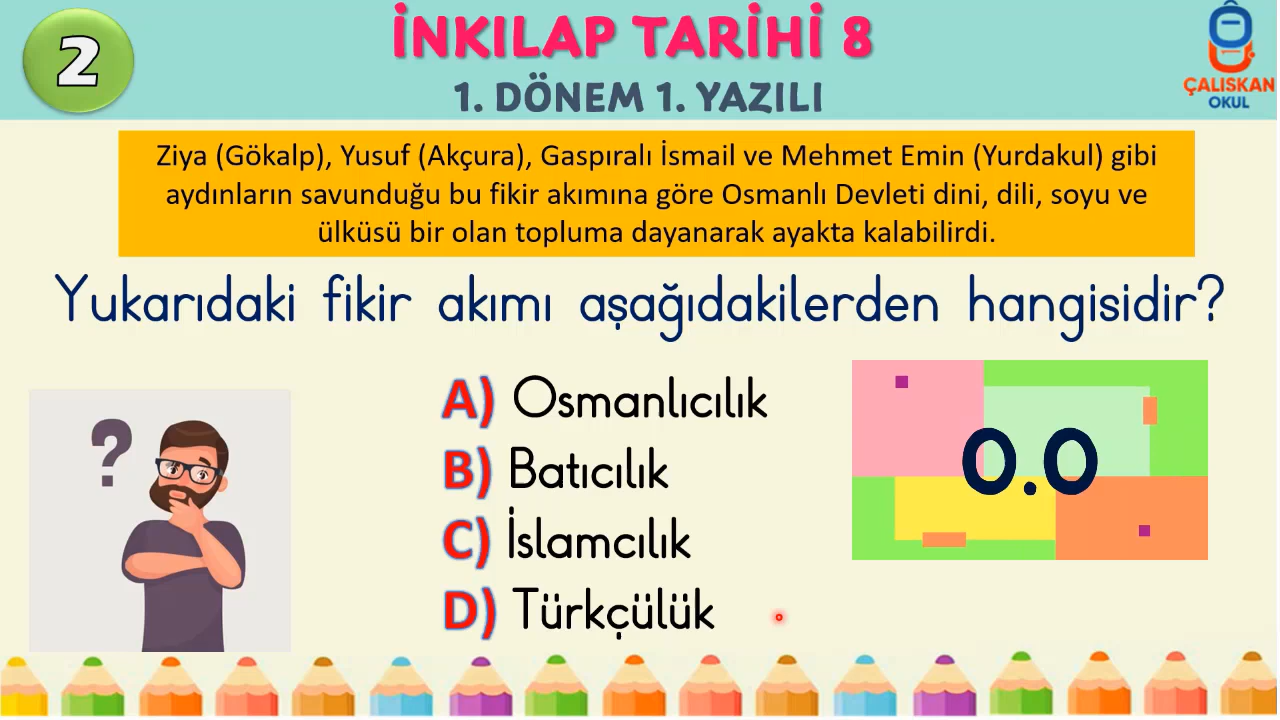 2
İNKILAP TARİHİ 8
1. DÖNEM 1. YAZILI
ÇALISKAN
OKUL
Ziya (Gökalp), Yusuf (Akçura), Gaspıralı İsmail ve Mehmet Emin (Yurdakul) gibi
aydınların savunduğu bu fikir akımına göre Osmanlı Devleti dini, dili, soyu ve
ülküsü bir olan topluma dayanarak ayakta kalabilirdi.
Yukarıdaki fikir akımı aşağıdakilerden hangisidir?
?
A) Osmanlıcılık
B) Batıcılık
C) İslamcılık
D) Türkçülük
0.0